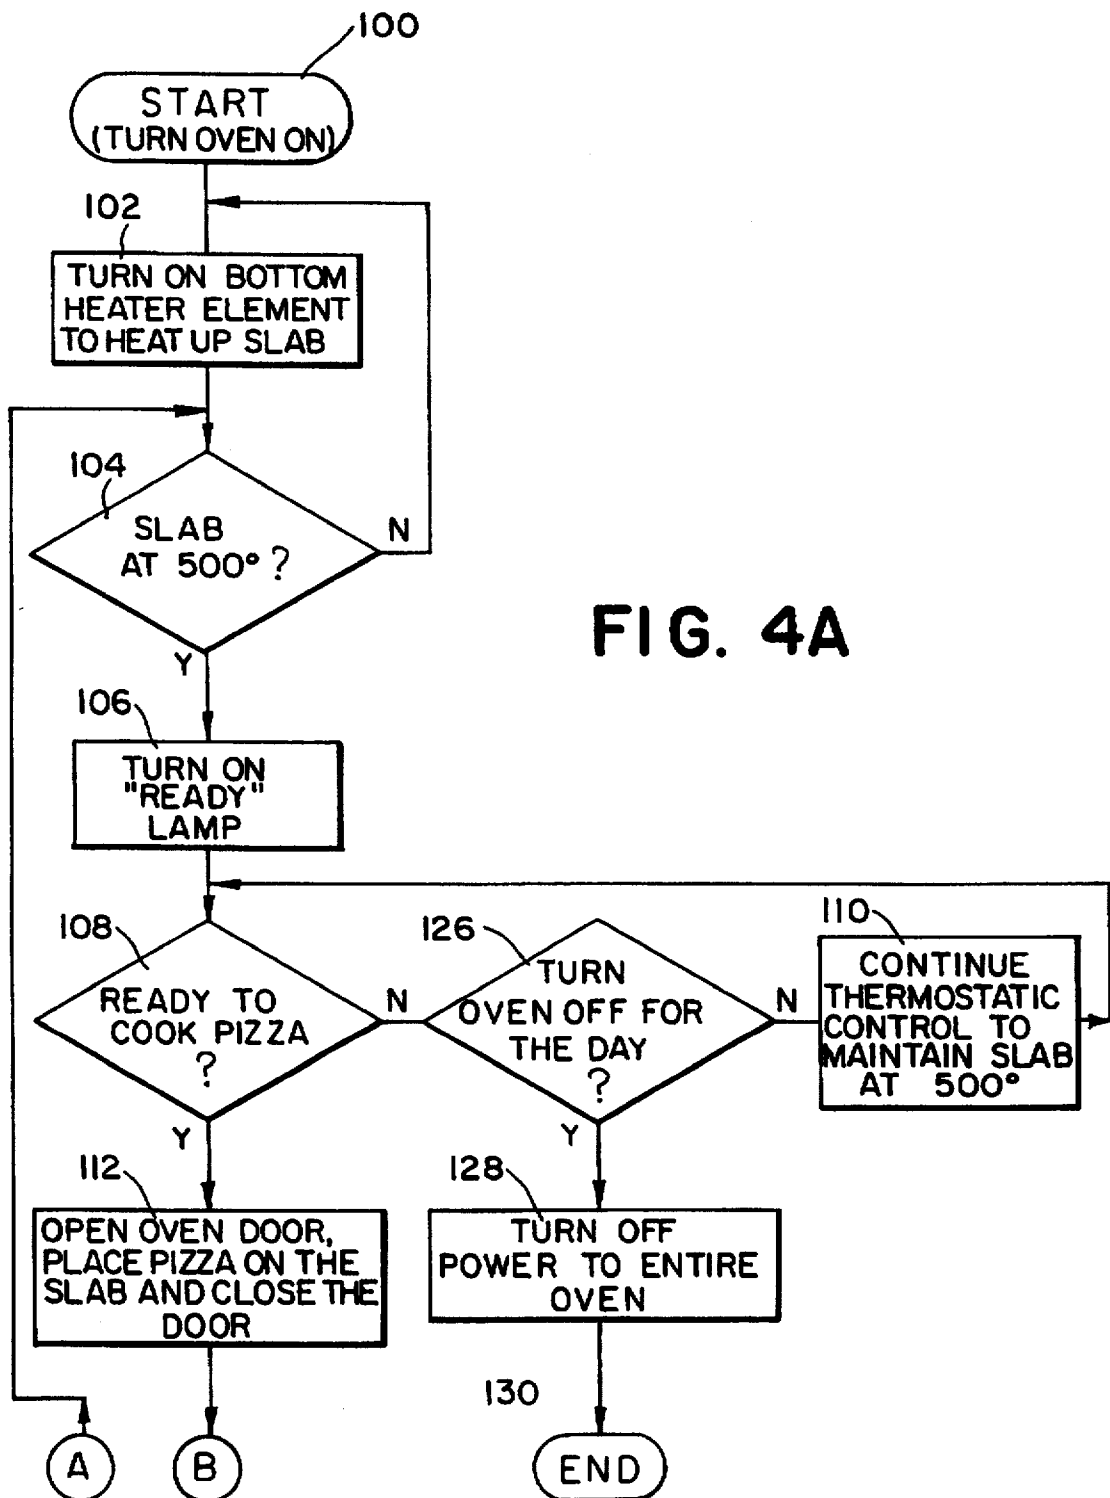 100
START
(TURN OVEN ON)
102
TURN ON BOTTOM
HEATER ELEMENT
TO HEAT UP SLAB
104
SLAB
AT 500° ?
N
Y
FIG. 4A
106
TURN ON
"READY"
LAMP
108
READY TO
COOK PIZZA
?
N
Y
126
TURN
OVEN OFF FOR
THE DAY
?
N
Y
110
CONTINUE
THERMOSTATIC
CONTROL TO
MAINTAIN SLAB
AT 500°
112
OPEN OVEN DOOR,
PLACE PIZZA ON THE
SLAB AND CLOSE THE
DOOR
128
TURN OFF
POWER TO ENTIRE
OVEN
130
A
B
END